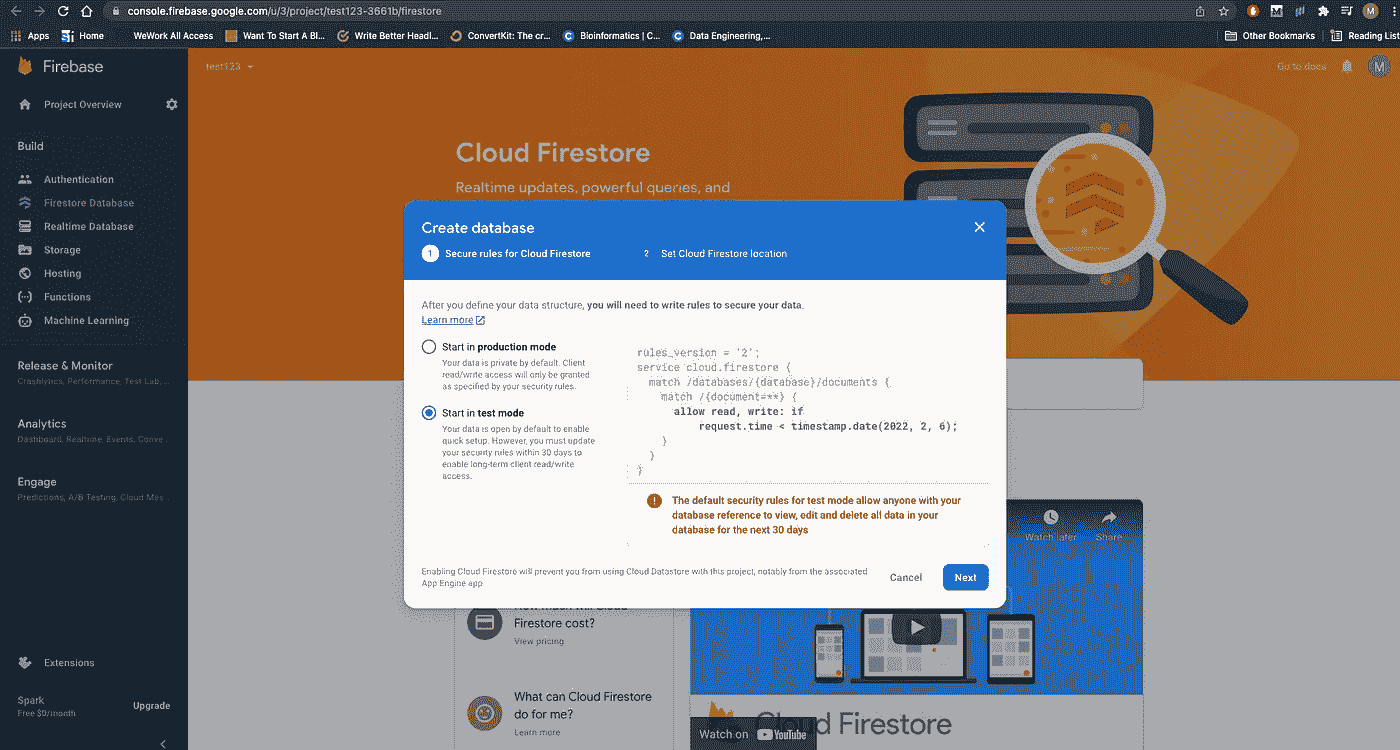 console.firebase.google.com/u/3/project/test123-3661b/firestore
M
Apps
Home
WeWork All Access
Want To Start A Bl...
Write Better Headl...
ConvertKit: The cr...
Bioinformatics | C...
Data Engineering,...
Other Bookmarks
Reading List
Firebase
test123
Go to docs
M
Project Overview
Build
Authentication
Firestore Database
Realtime Database
Storage
Hosting
Functions
Machine Learning
Release & Monitor
Crashlytics, Performance, Test Lab, ...
Analytics
Dashboard, Realtime, Events, Conve...
Engage
Predictions, A/B Testing, Cloud Mes...
Extensions
Spark
Free $0/month
Upgrade
Cloud Firestore
Realtime updates, powerful queries, and
Create database
1 Secure rules for Cloud Firestore
2 Set Cloud Firestore location
After you define your data structure, you will need to write rules to secure your data.
Learn more
Start in production mode
Your data is private by default. Client
read/write access will only be granted
as specified by your security rules.
Start in test mode
Your data is open by default to enable
quick setup. However, you must update
your security rules within 30 days to
enable long-term client read/write
access.
rules_version = '2';
service cloud.firestore {
match /databases/{database}/documents {
match /{document=**} {
allow read, write: if
request.time < timestamp.date(2022, 2, 6);
}
}
}
The default security rules for test mode allow anyone with your
database reference to view, edit and delete all data in your
database for the next 30 days
Enabling Cloud Firestore will prevent you from using Cloud Datastore with this project, notably from the associated
App Engine app
Cancel
Next
Watch later
Share
How much will Cloud
Firestore cost?
View pricing
What can Cloud Firestore
do for me?
Learn more
Cloud Firestore
Watch on YouTube